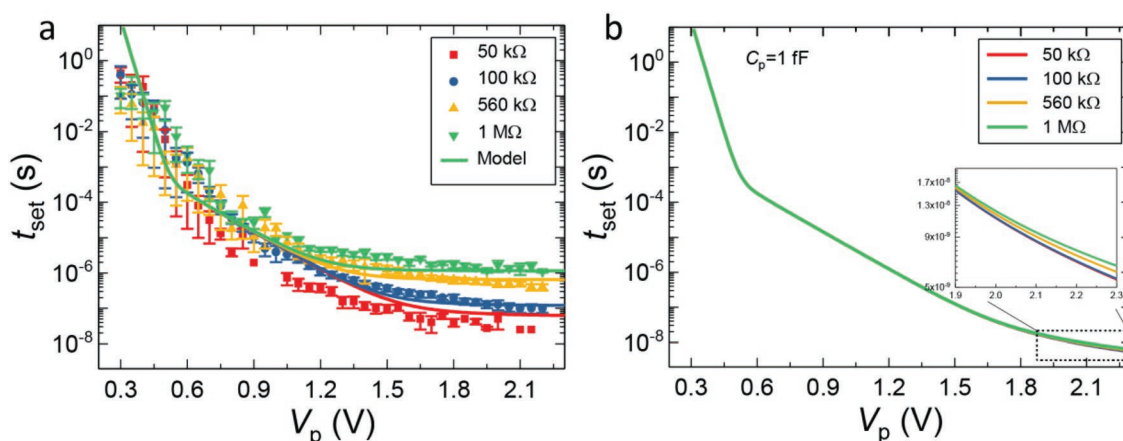 a
10^0
10^-2
10^-4
10^-6
10^-8
t_set (s)
0.3 0.6 0.9 1.2 1.5 1.8 2.1
V_p (V)
50 kΩ
100 kΩ
560 kΩ
1 MΩ
Model
b
C_p=1 fF
10^0
10^-2
10^-4
10^-6
10^-8
t_set (s)
0.3 0.6 0.9 1.2 1.5 1.8 2.1
V_p (V)
50 kΩ
100 kΩ
560 kΩ
1 MΩ
1.7x10^-8
1.3x10^-8
9x10^-9
5x10^-9
1.9 2.0 2.1 2.2 2.3